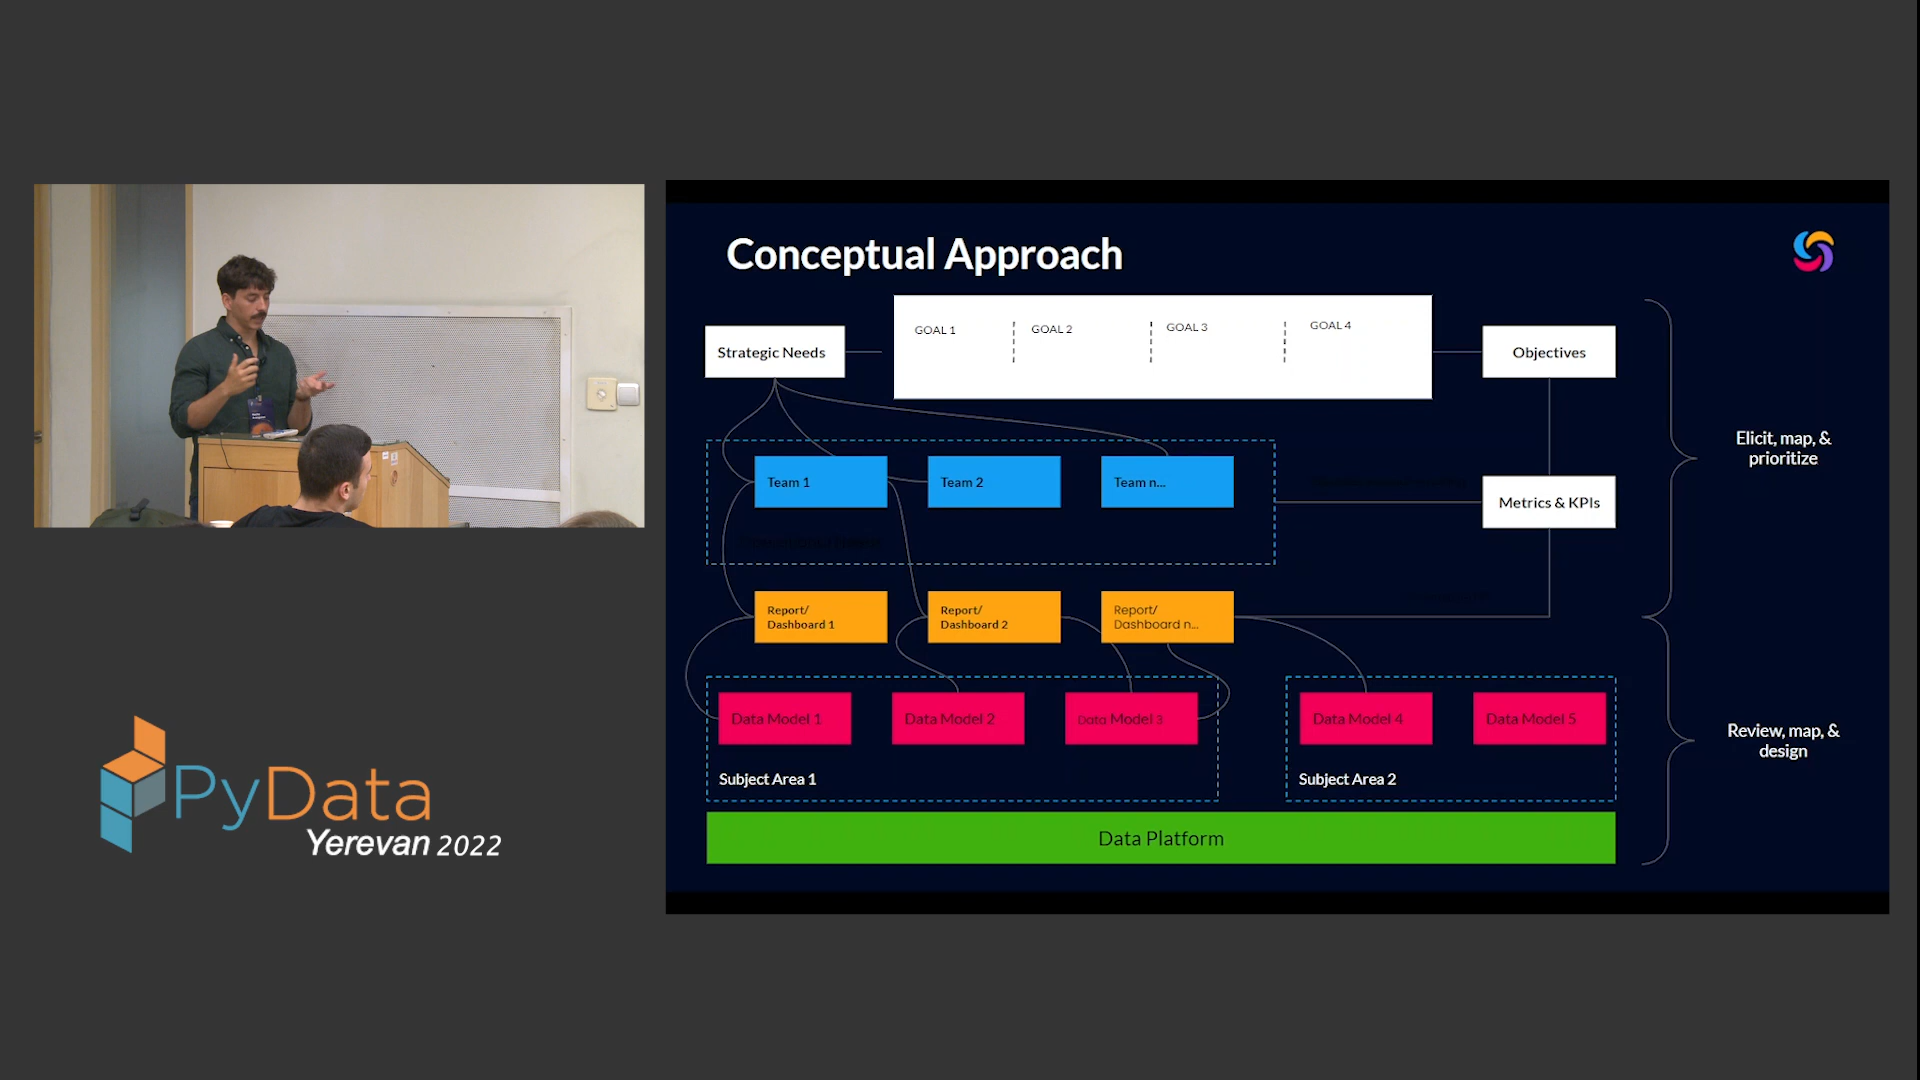 Conceptual Approach
Strategic Needs
GOAL 1
GOAL 2
GOAL 3
GOAL 4
Objectives
Team 1
Team 2
Team n...
Metrics & KPIs
Elicit, map, &
prioritize
Report/
Dashboard 1
Report/
Dashboard 2
Report/
Dashboard n...
Data Model 1
Data Model 2
Data Model 3
Data Model 4
Data Model 5
Subject Area 1
Subject Area 2
Review, map, &
design
Data Platform
PyData
Yerevan 2022